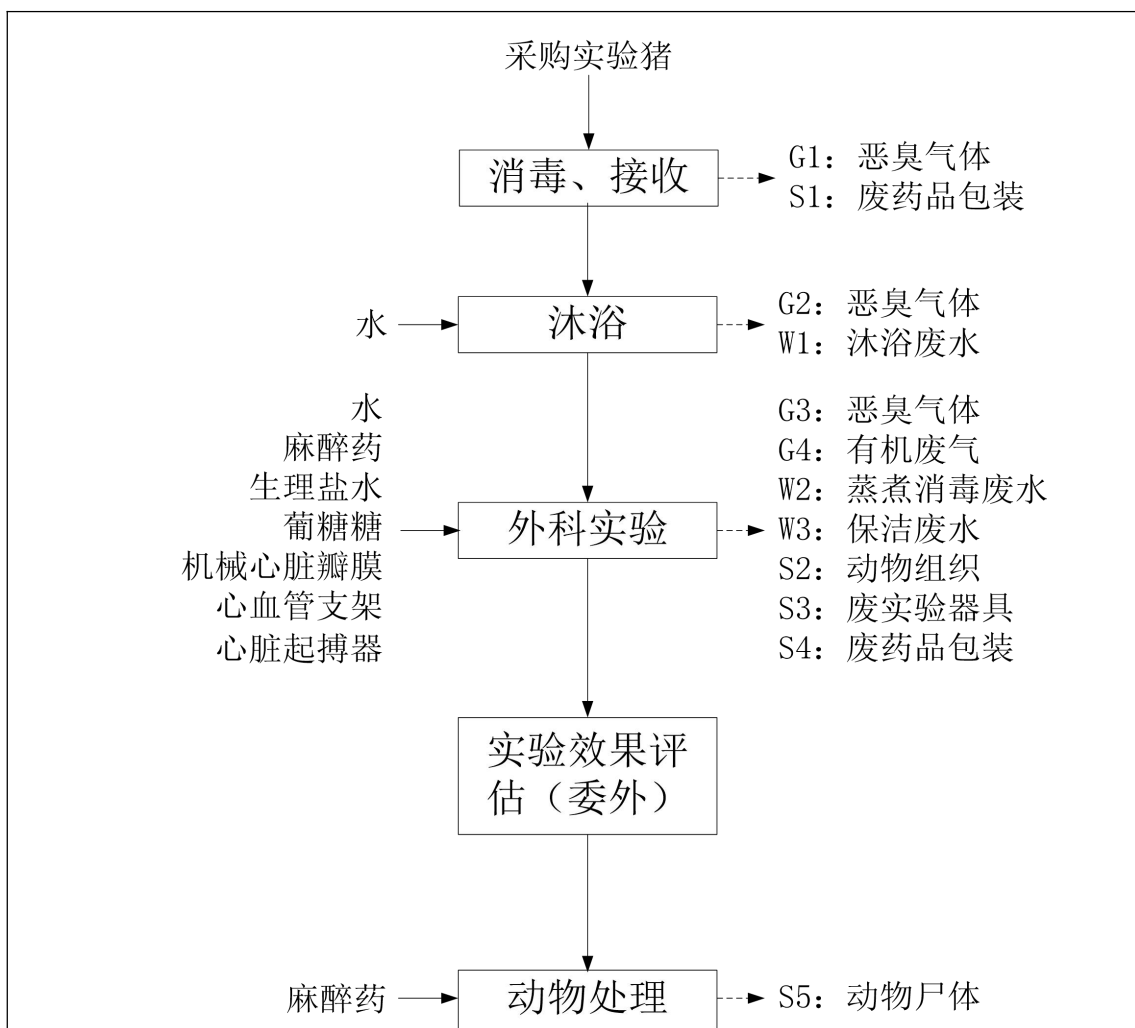 采购实验猪
消毒、接收
G1: 恶臭气体
S1: 废药品包装
水
沐浴
G2: 恶臭气体
W1: 沐浴废水
水
麻醉药
生理盐水
葡糖糖
机械心脏瓣膜
心血管支架
心脏起搏器
外科实验
G3: 恶臭气体
G4: 有机废气
W2: 蒸煮消毒废水
W3: 保洁废水
S2: 动物组织
S3: 废实验器具
S4: 废药品包装
实验效果评
估（委外）
麻醉药
动物处理
S5: 动物尸体